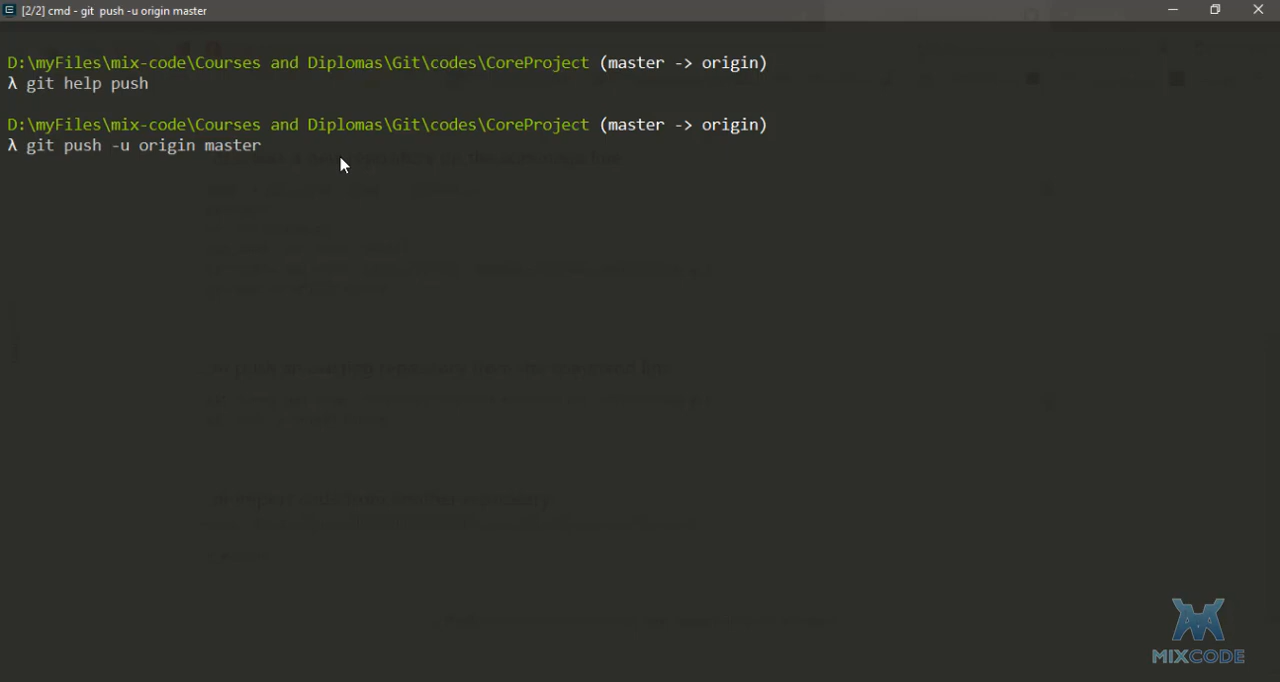 [2/2] cmd - git push -u origin master
D:\myFiles\mix-code\Courses and Diplomas\Git\codes\CoreProject (master -> origin)
λ git help push
D:\myFiles\mix-code\Courses and Diplomas\Git\codes\CoreProject (master -> origin)
λ git push -u origin master
MIXCODE